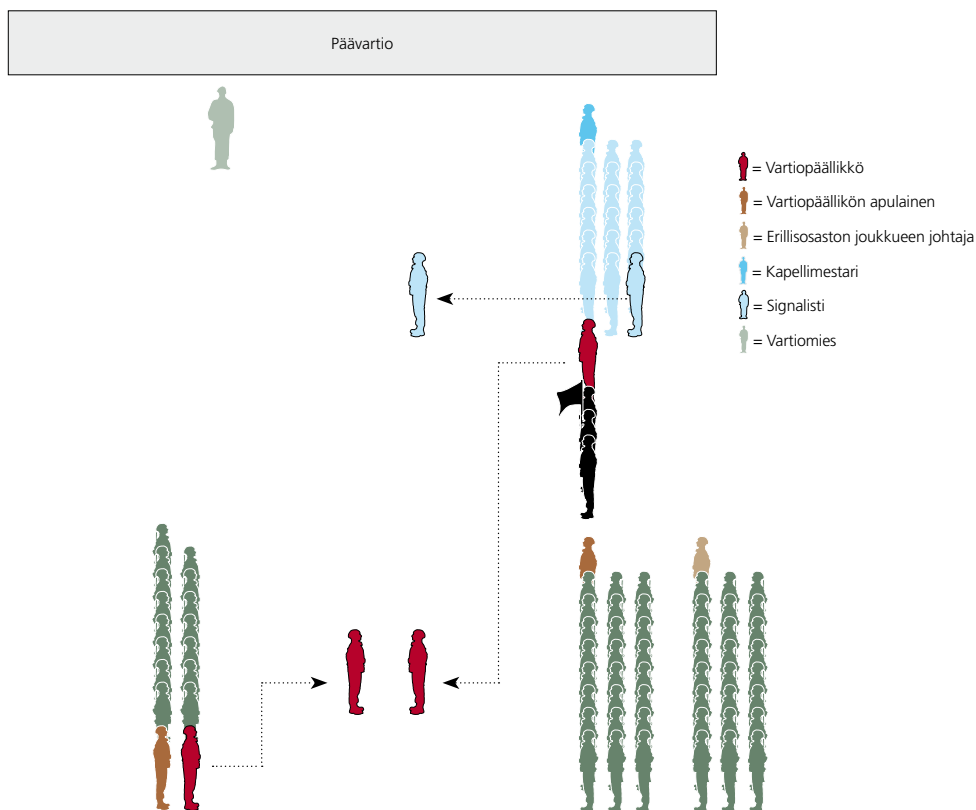 Päävartio
= Vartiopäällikkö
= Vartiopäällikön apulainen
= Erillisosaston joukkueen johtaja
= Kapellimestari
= Signalisti
= Vartiomies